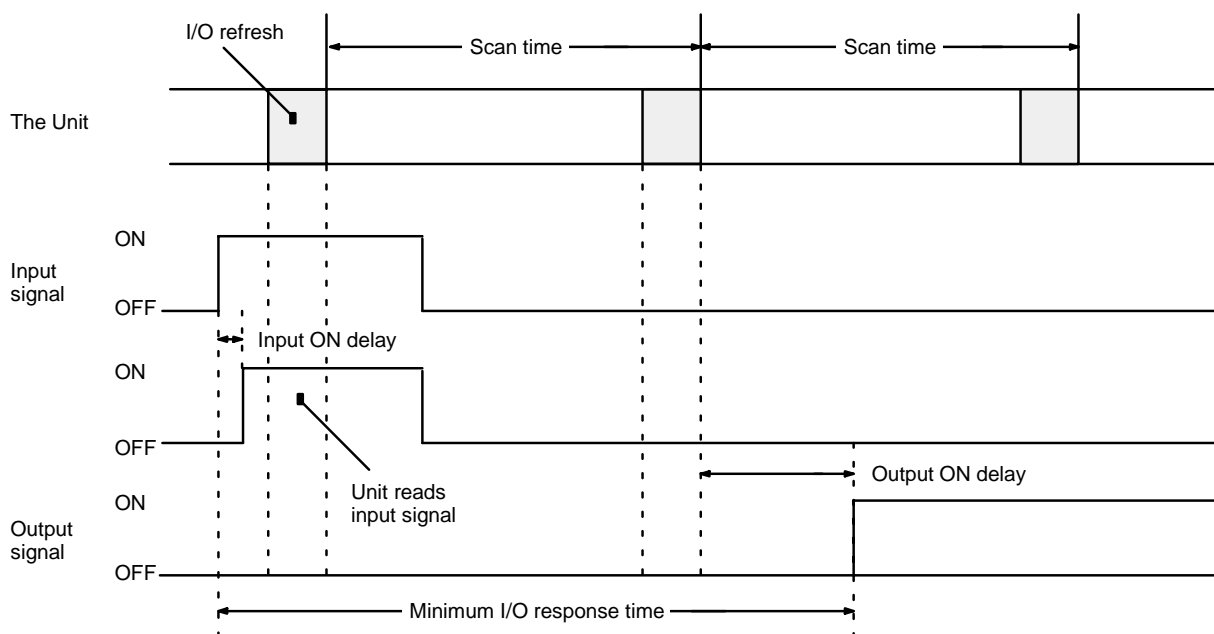 I/O refresh
Scan time
Scan time
The Unit
ON
Input
signal
OFF
Input ON delay
ON
OFF
Output ON delay
Unit reads
input signal
ON
Output
signal
OFF
Minimum I/O response time